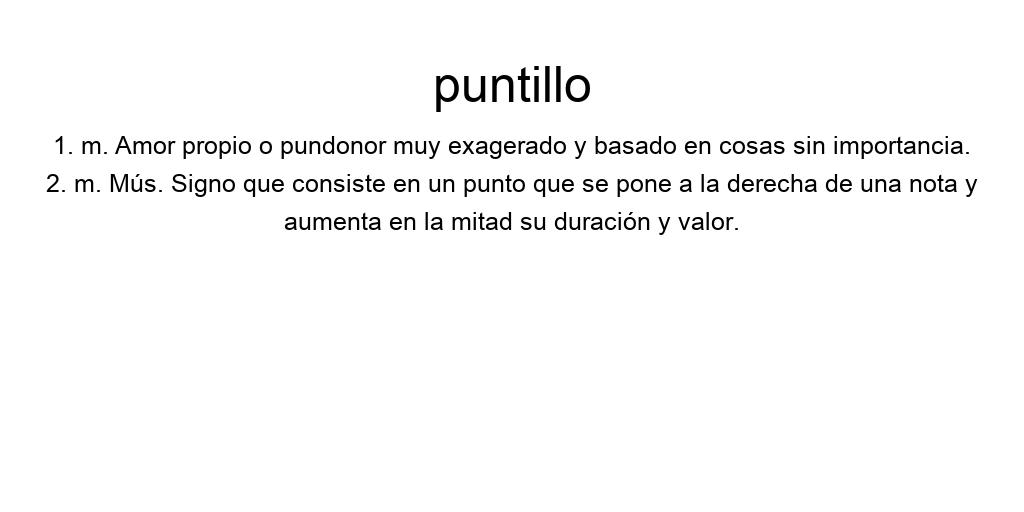 puntillo
1. m. Amor propio o pundonor muy exagerado y basado en cosas sin importancia.
2. m. Mús. Signo que consiste en un punto que se pone a la derecha de una nota y
aumenta en la mitad su duración y valor.